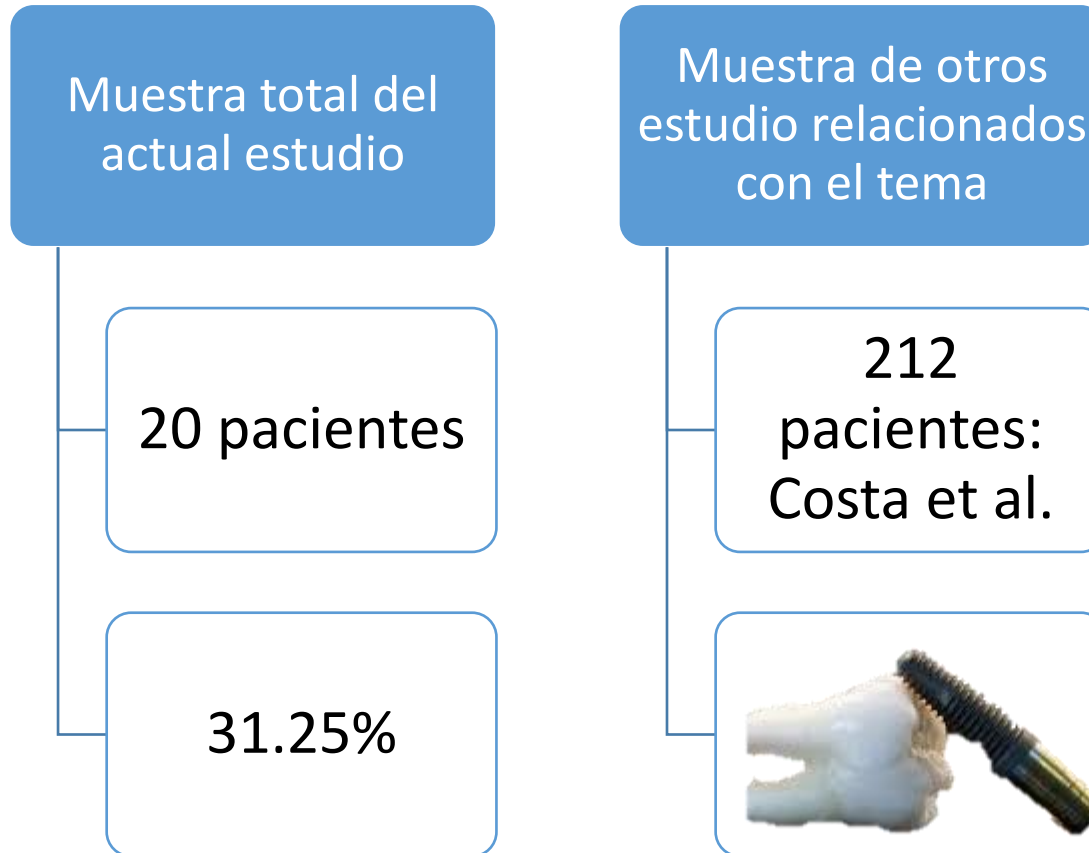 Muestra total del
actual estudio
20 pacientes
31.25%
Muestra de otros
estudio relacionados
con el tema
212
pacientes:
Costa et al.